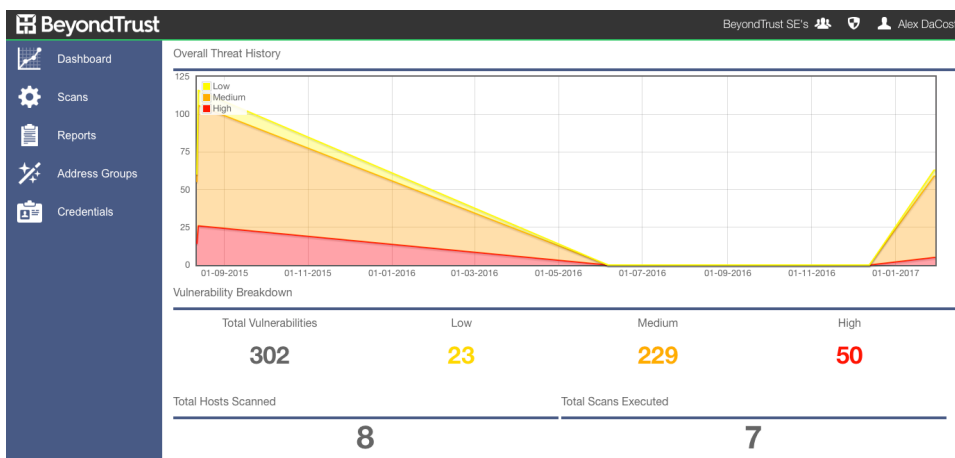 BeyondTrust
BeyondTrust SE's
Alex DaCos
Dashboard
Scans
Reports
Address Groups
Credentials
Overall Threat History
125
100
75
50
25
0
Low
Medium
High
01-09-2015 01-11-2015 01-01-2016 01-03-2016 01-05-2016 01-07-2016 01-09-2016 01-11-2016 01-01-2017
Vulnerability Breakdown
Total Vulnerabilities Low Medium High
302 23 229 50
Total Hosts Scanned Total Scans Executed
8 7